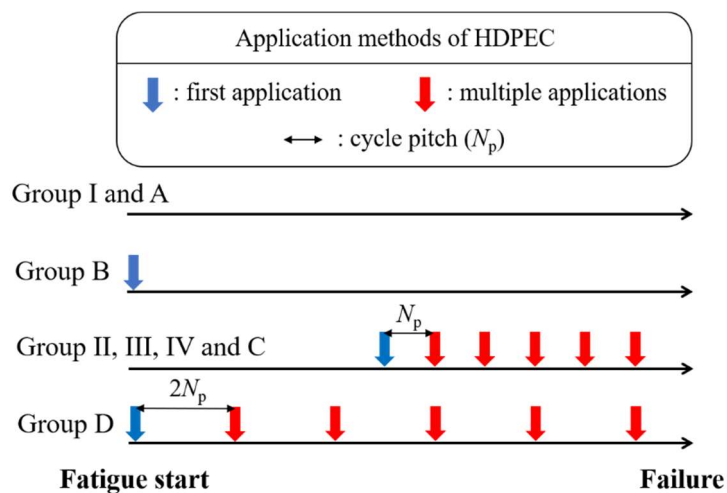 Application methods of HDPEC
: first application
: multiple applications
: cycle pitch (Np)
Group I and A
Group B
Np
Group II, III, IV and C
2Np
Group D
Fatigue start
Failure